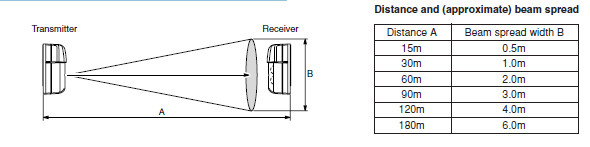 Distance and (approximate) beam spread
Transmitter
Receiver
B
A
Distance A Beam spread width B
15m 0.5m
30m 1.0m
60m 2.0m
90m 3.0m
120m 4.0m
180m 6.0m